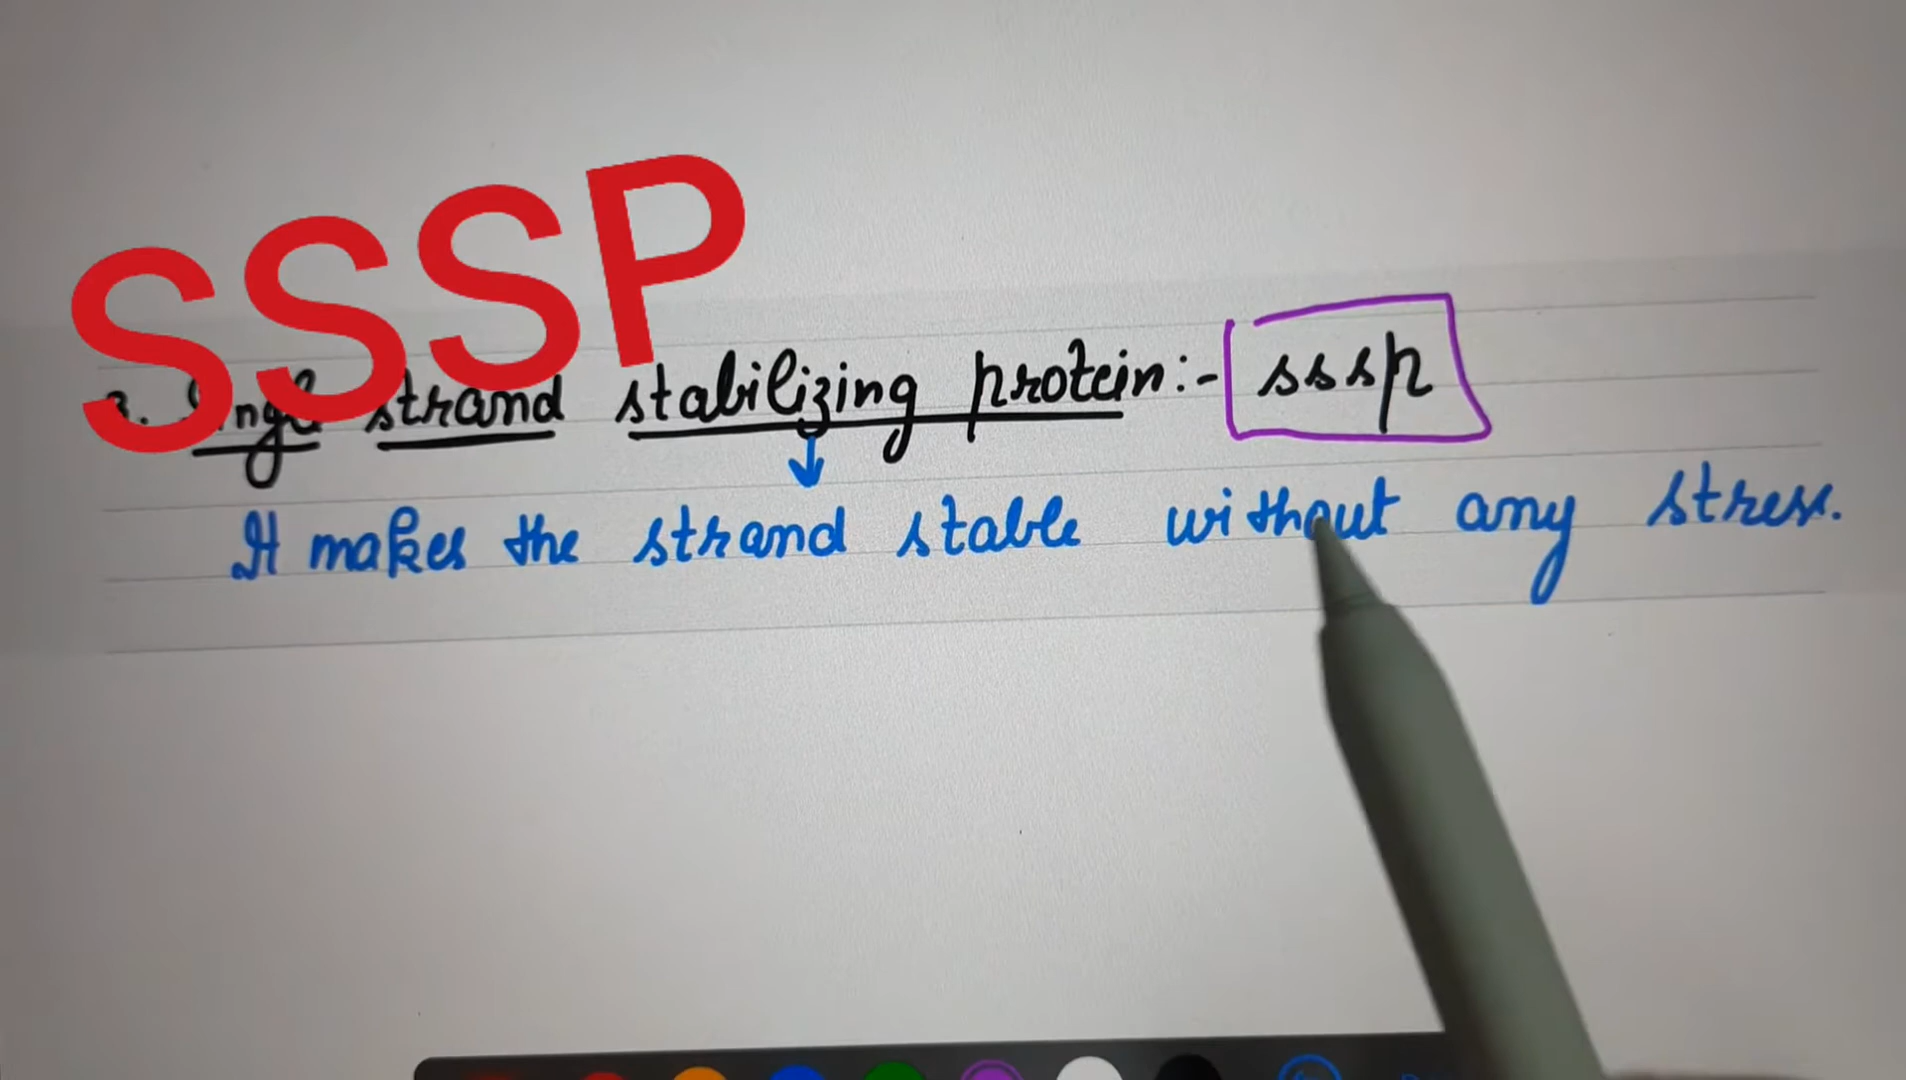 SSSP
3. Single strand stabilizing protein:- sssp
It makes the strand stable without any stress.